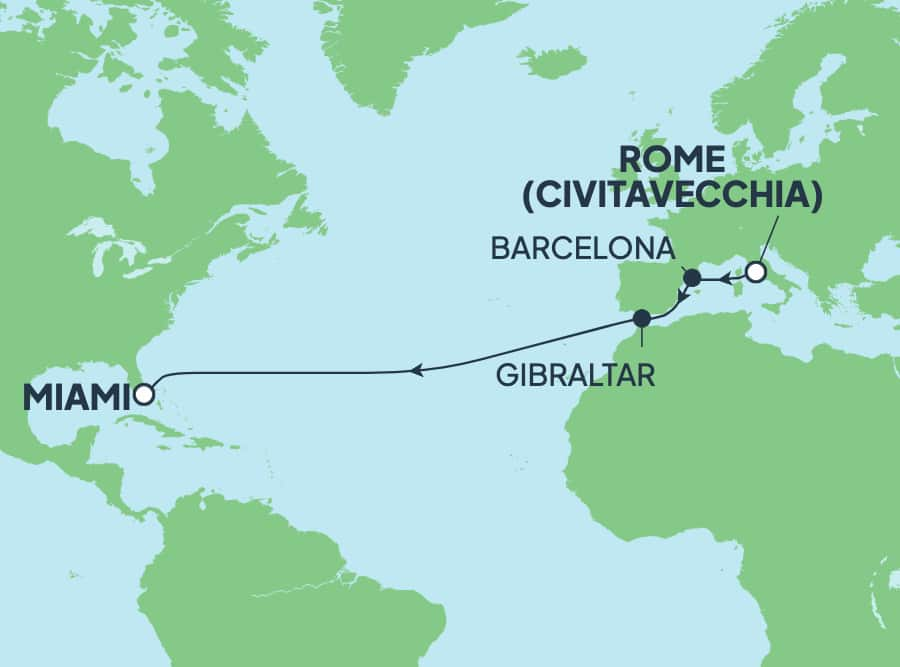 ROME
(CIVITAVECCHIA)
BARCELONA
GIBRALTAR
MIAMI